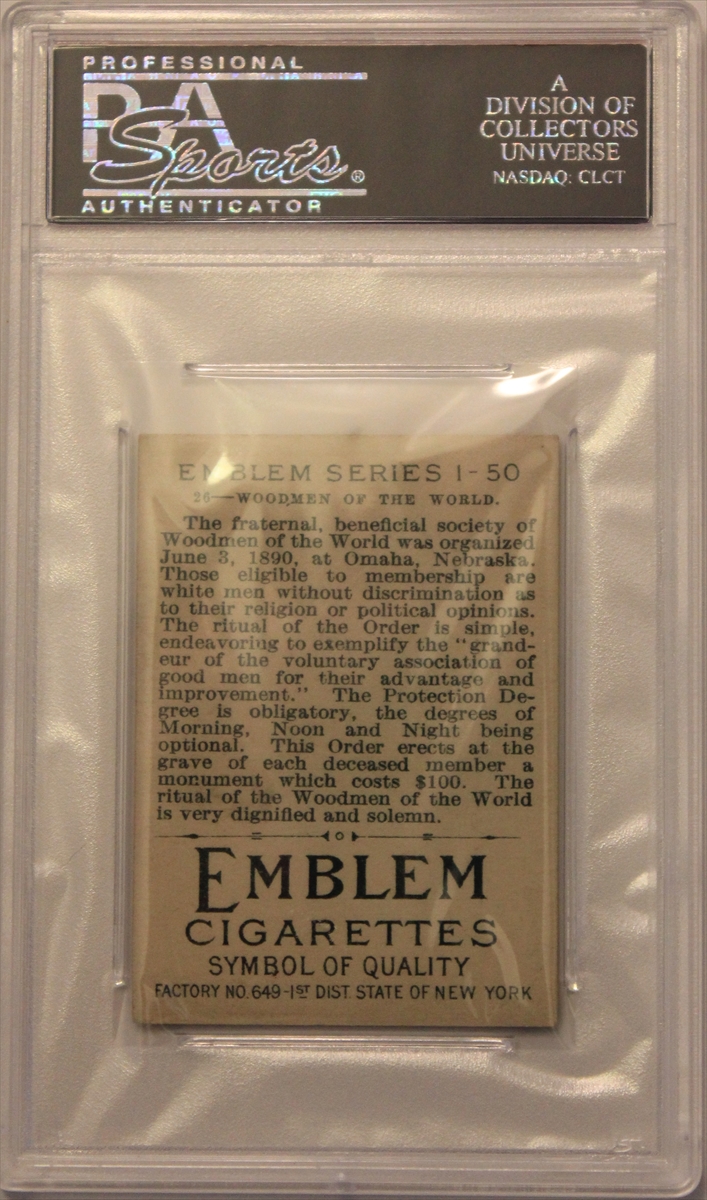 PROFESSIONAL
PSA
Sports®
AUTHENTICATOR
A
DIVISION OF
COLLECTORS
UNIVERSE
NASDAQ: CLCT
EMBLEM SERIES 1-50
26—WOODMEN OF THE WORLD.
The fraternal, beneficial society of
Woodmen of the World was organized
June 3, 1890, at Omaha, Nebraska.
Those eligible to membership are
white men without discrimination as
to their religion or political opinions.
The ritual of the Order is simple,
endeavoring to exemplify the "grand-
eur of the voluntary association of
good men for their advantage and
improvement." The Protection De-
gree is obligatory, the degrees of
Morning, Noon and Night being
optional. This Order erects at the
grave of each deceased member a
monument which costs $100. The
ritual of the Woodmen of the World
is very dignified and solemn.
EMBLEM
CIGARETTES
SYMBOL OF QUALITY
FACTORY NO. 649-1ST DIST. STATE OF NEW YORK